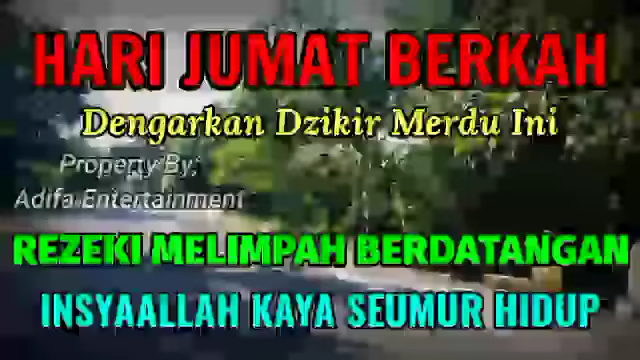 HARI JUMAT BERKAH
Dengarkan Dzikir Merdu Ini
Property By:
Adifa Entertainment
REZEKI MELIMPAH BERDATANGAN
INSYAALLAH KAYA SEUMUR HIDUP